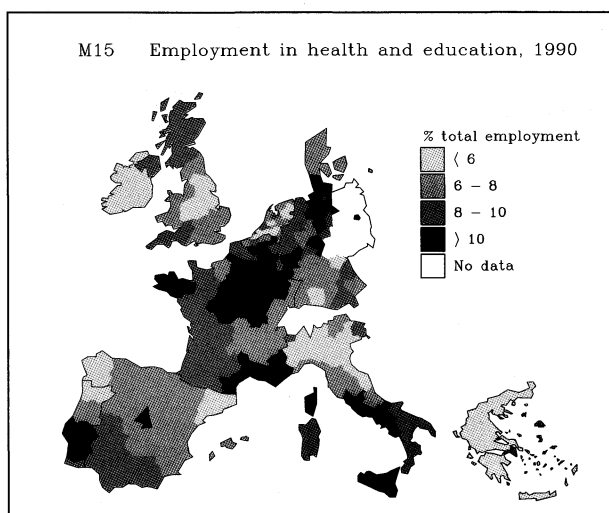 M15 Employment in health and education, 1990
% total employment
⟨ 6
6 – 8
8 – 10
⟩ 10
No data